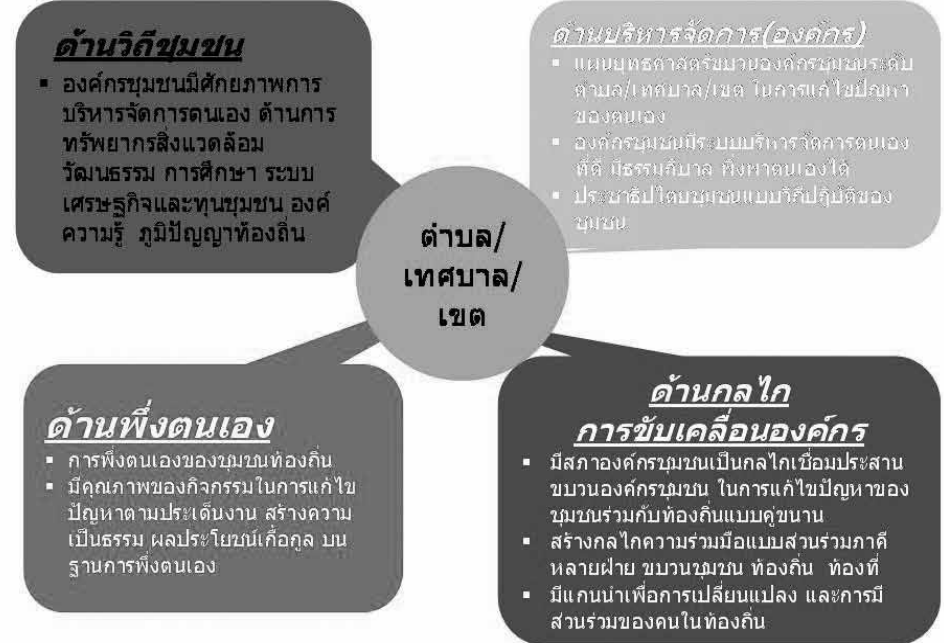 ด้านวิถีชุมชน
▪ องค์กรชุมชนมีศักยภาพการ
บริหารจัดการตนเอง ด้านการ
ทรัพยากรสิ่งแวดล้อม
วัฒนธรรม การศึกษา ระบบ
เศรษฐกิจและทุนชุมชน องค์
ความรู้ ภูมิปัญญาท้องถิ่น
ด้านบริหารจัดการ(องค์กร)
▪ แผนยุทธศาสตร์ขบวนองค์กรชุมชนระดับ
ตำบล/เทศบาล/เขต ในการแก้ไขปัญหา
ของตนเอง
▪ องค์กรชุมชนมีระบบบริหารจัดการตนเอง
ที่ดี มีธรรมภิบาล พึ่งพาตนเองได้
▪ ประชาธิปไตยชุมชนแบบวิถีปฏิบัติของ
ชุมชน
ตำบล/
เทศบาล/
เขต
ด้านพึ่งตนเอง
▪ การพึ่งตนเองของชุมชนท้องถิ่น
▪ มีคุณภาพของกิจกรรมในการแก้ไข
ปัญหาตามประเด็นงาน สร้างความ
เป็นธรรม ผลประโยชน์เกื้อกูล บน
ฐานการพึ่งตนเอง
ด้านกลไก
การขับเคลื่อนองค์กร
▪ มีสภาองค์กรชุมชนเป็นกลไกเชื่อมประสาน
ขบวนองค์กรชุมชน ในการแก้ไขปัญหาของ
ชุมชนร่วมกับท้องถิ่นแบบคู่ขนาน
▪ สร้างกลไกความร่วมมือแบบส่วนร่วมภาคี
หลายฝ่าย ขบวนชุมชน ท้องถิ่น ท้องที่
▪ มีแกนนำเพื่อการเปลี่ยนแปลง และการมี
ส่วนร่วมของคนในท้องถิ่น